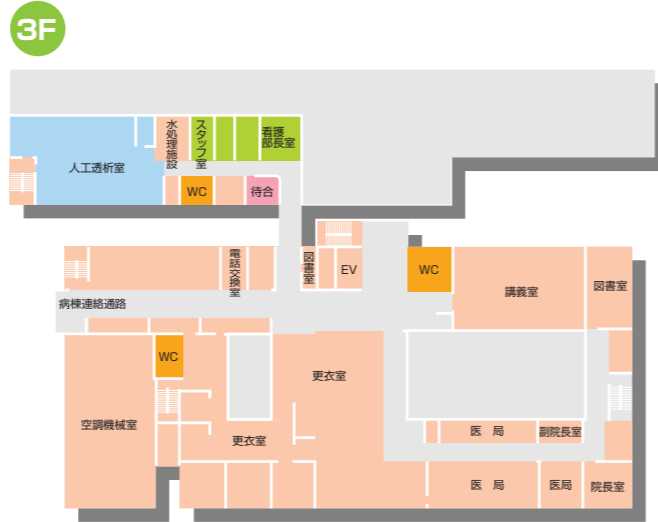 3F
人工透析室
水処理施設
スタッフ室
看護
部長室
WC
待合
電話交換室
図書室
EV
WC
講義室
図書室
病棟連絡通路
WC
空調機械室
更衣室
更衣室
医 局
副院長室
医 局
医局
院長室